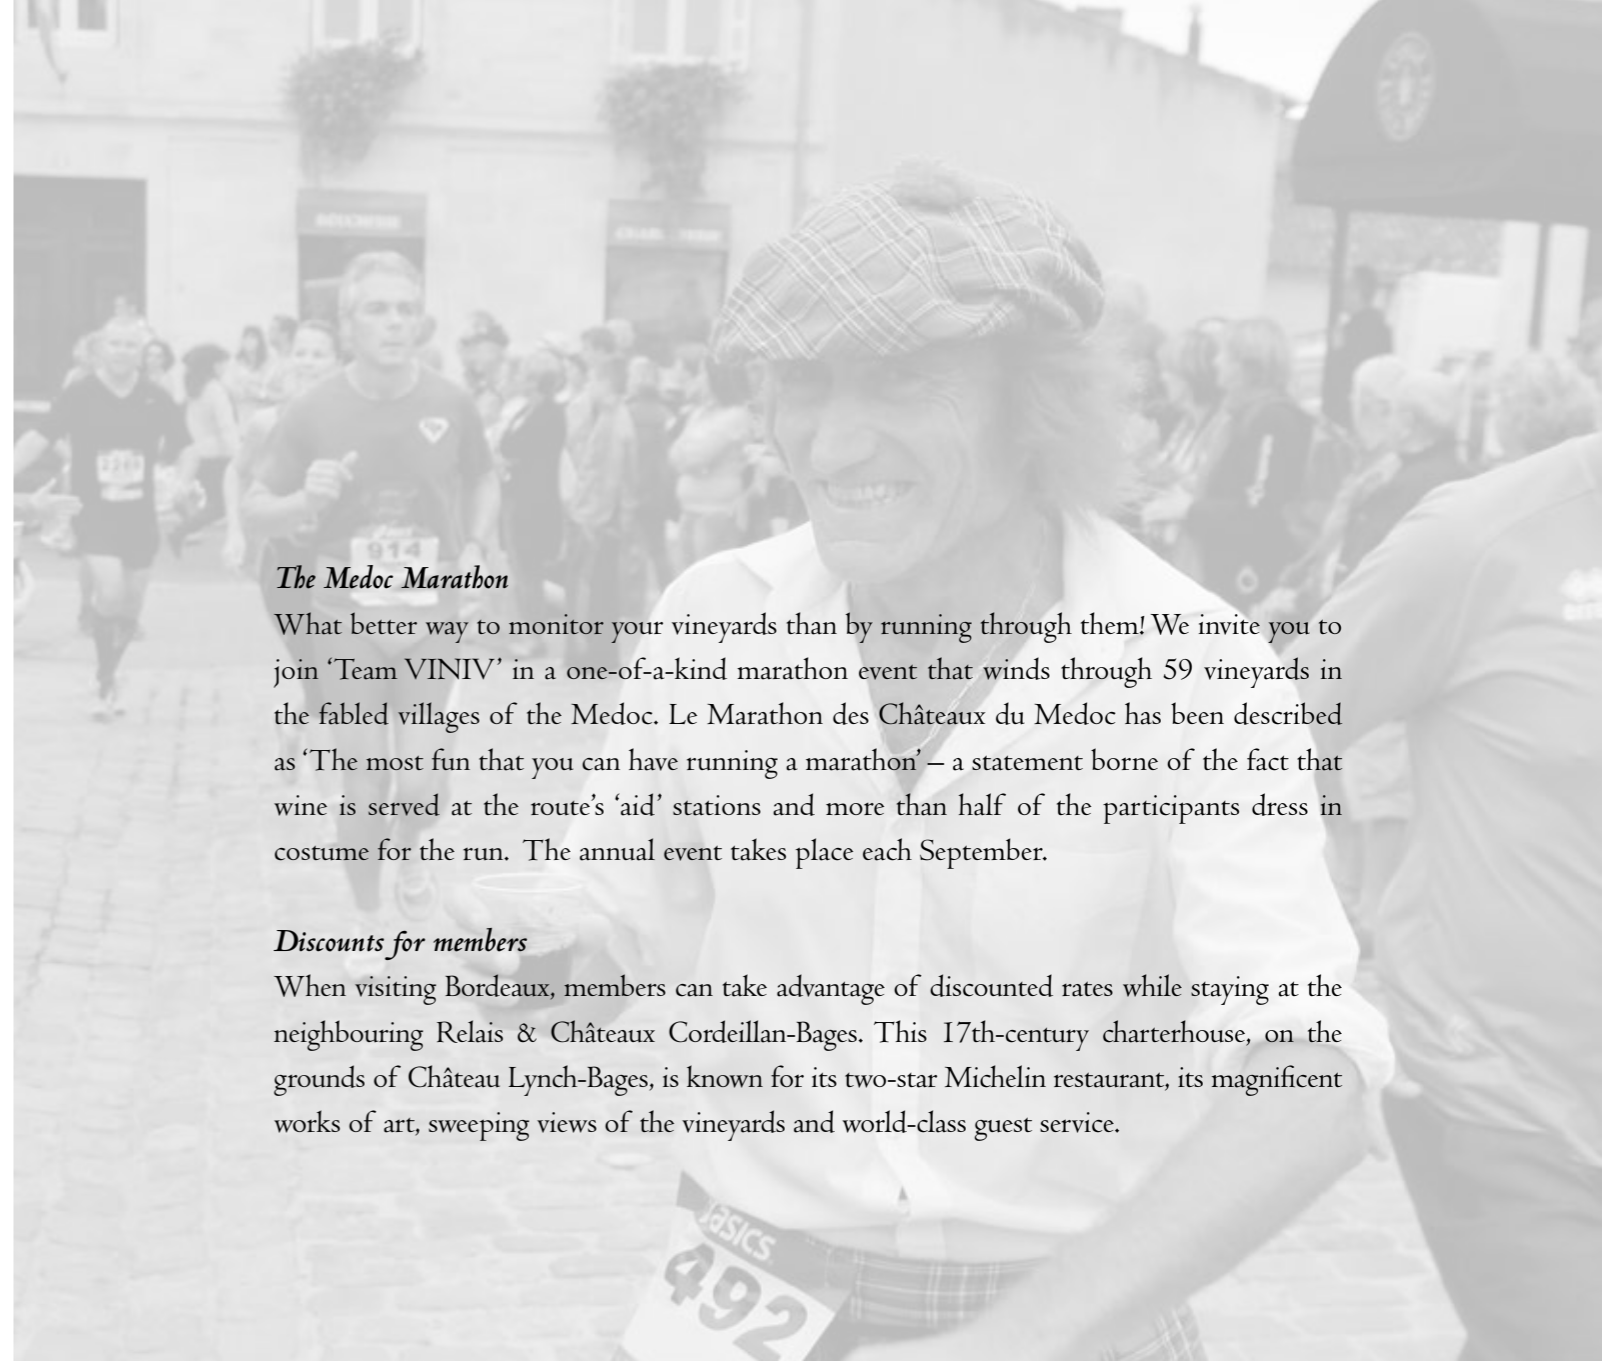 BOUCHERIE
2260
914
The Medoc Marathon
What better way to monitor your vineyards than by running through them! We invite you to
join ‘Team VINIV’ in a one-of-a-kind marathon event that winds through 59 vineyards in
the fabled villages of the Medoc. Le Marathon des Châteaux du Medoc has been described
as ‘The most fun that you can have running a marathon’ – a statement borne of the fact that
wine is served at the route’s ‘aid’ stations and more than half of the participants dress in
costume for the run. The annual event takes place each September.
Discounts for members
When visiting Bordeaux, members can take advantage of discounted rates while staying at the
neighbouring Relais & Châteaux Cordeillan-Bages. This 17th-century charterhouse, on the
grounds of Château Lynch-Bages, is known for its two-star Michelin restaurant, its magnificent
works of art, sweeping views of the vineyards and world-class guest service.
asics
492